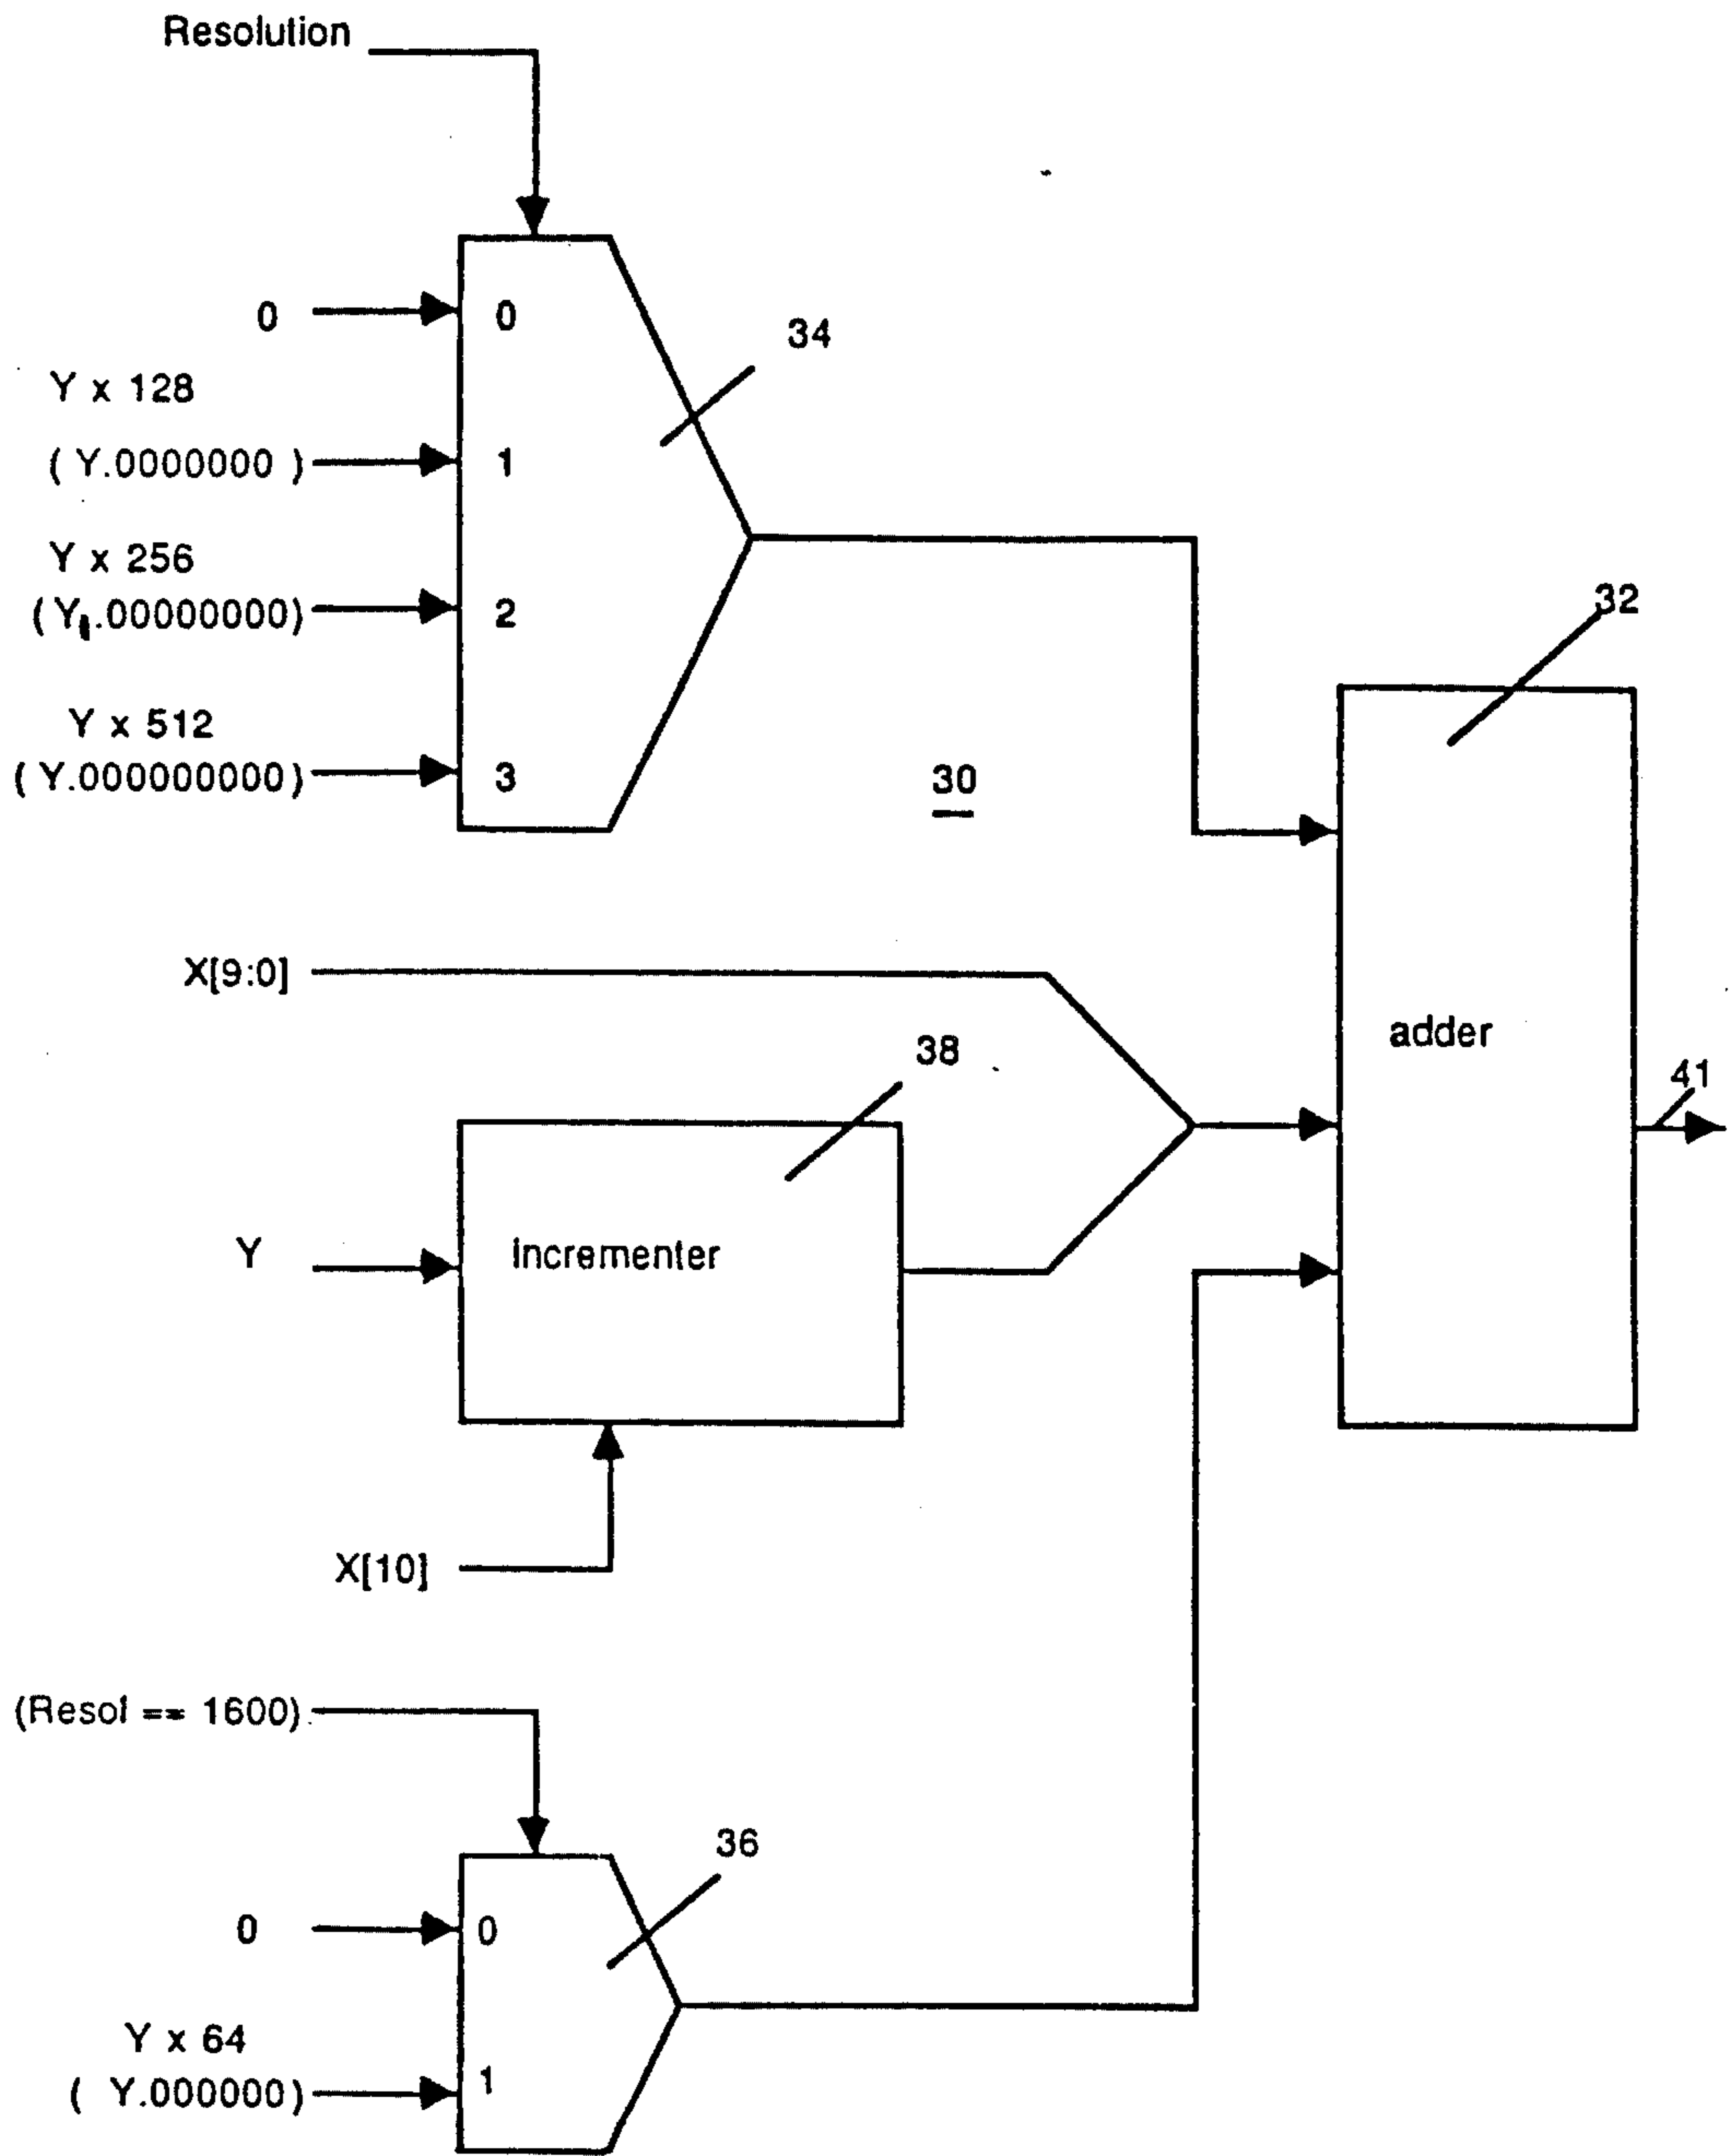 Resolution
0
0
34
Y x 128
( Y.0000000 )
1
Y x 256
(Y.00000000)
2
32
Y x 512
( Y.000000000)
3
30
X[9:0]
adder
38
41
Y
Incrementer
X[10]
(Resol == 1600)
36
0
0
Y x 64
( Y.000000)
1